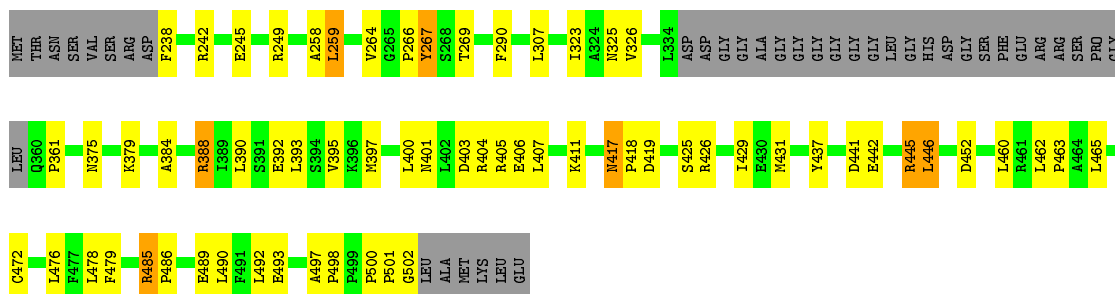 MET THR ASN SER VAL SER ARG ASP F238 R242 E245 R249 A258 L259 V264 G265 P266 Y267 S268 T269 F290 L307 I323 A324 N325 V326 L334 ASP ASP GLY GLY ALA GLY GLY GLY GLY GLY GLY LEU GLY HIS ASP GLY SER PHE GLU ARG ARG SER PRO GLY
LEU Q360 P361 N375 K379 A384 R388 I389 L390 S391 E392 L393 S394 V395 K396 M397 L400 N401 L402 D403 R404 R405 E406 L407 K411 N417 P418 D419 S425 R426 I429 E430 M431 Y437 D441 E442 R445 L446 D452 L460 R461 L462 P463 A464 L465
C472 L476 F477 L478 F479 R485 P486 E489 L490 F491 L492 E493 A497 P498 P499 P500 P501 G502 LEU ALA MET LYS LEU GLU